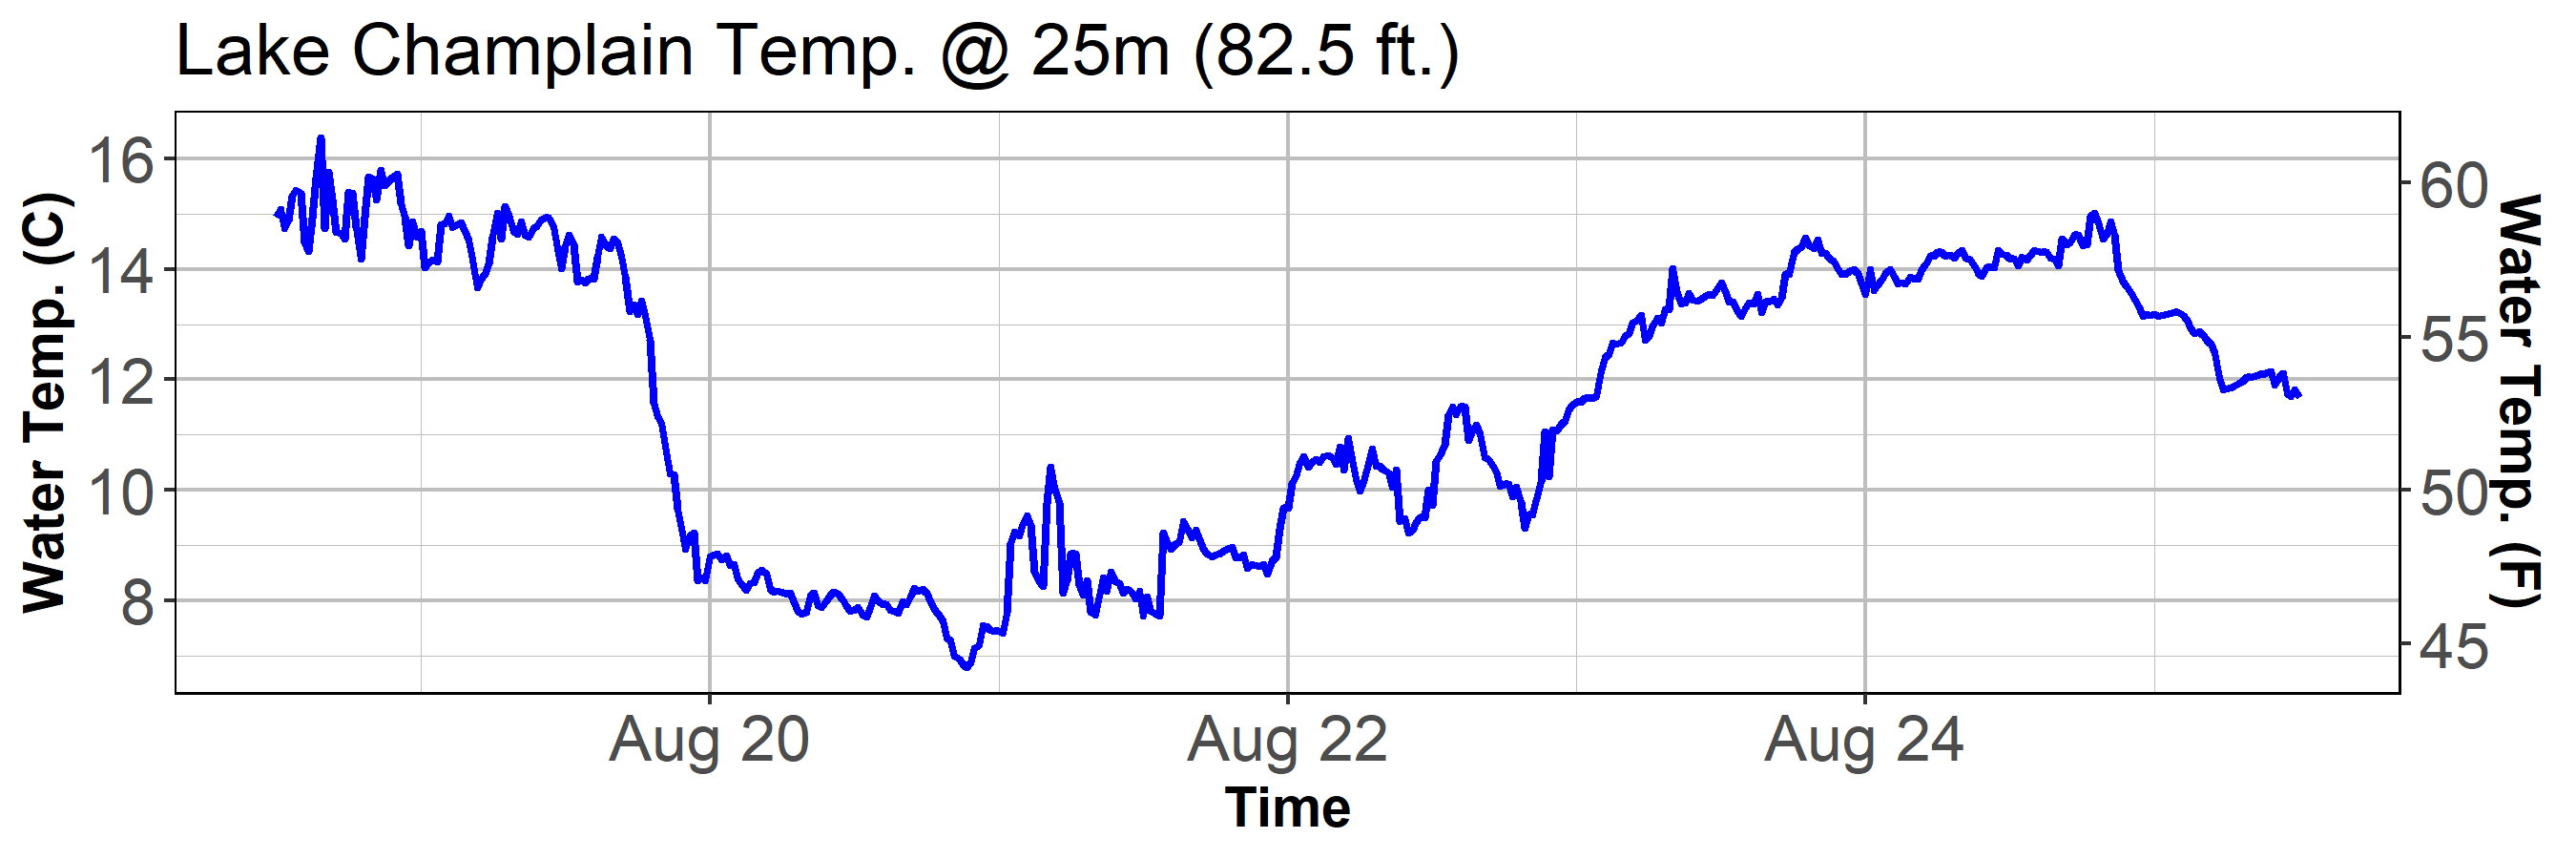 Lake Champlain Temp. @ 25m (82.5 ft.)
Water Temp. (C)
16
14
12
10
8
60
55
50
45
Water Temp. (F)
Aug 20 Aug 22 Aug 24
Time